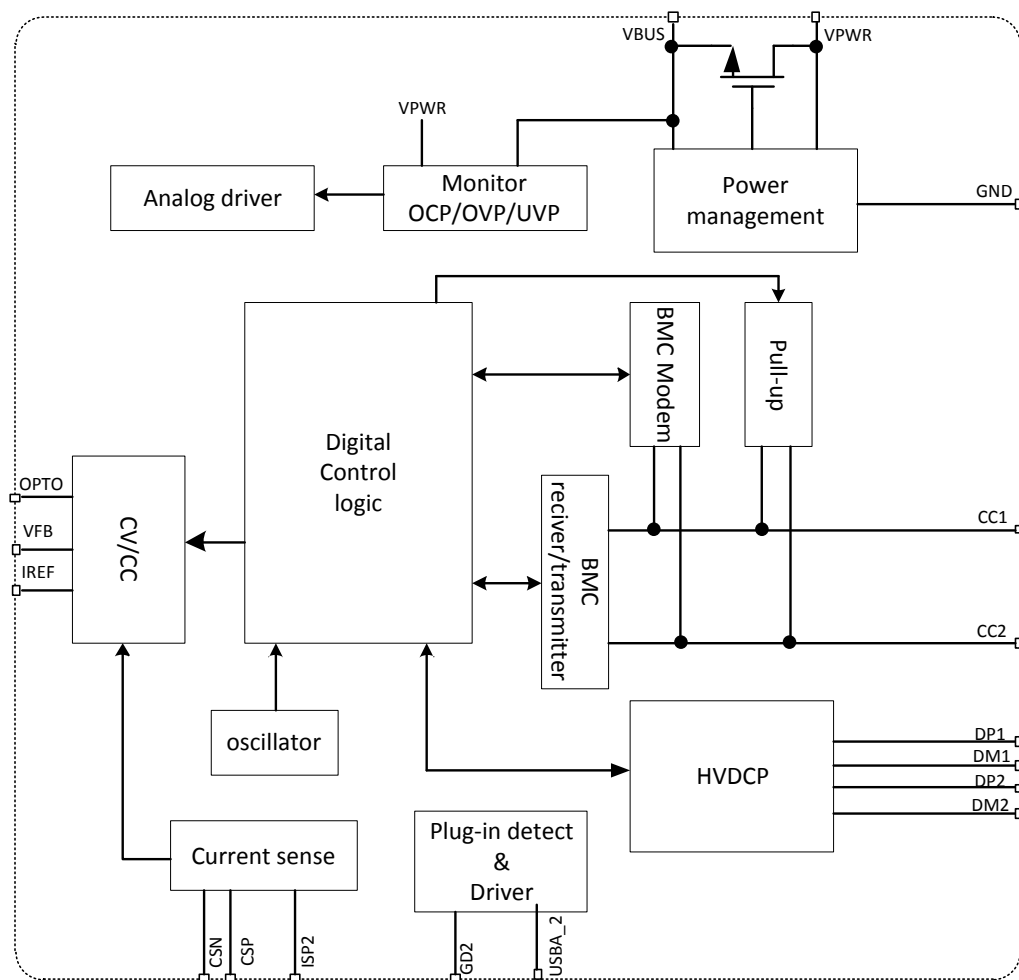 VBUS
VPWR
VPWR
Analog driver
Monitor
OCP/OVP/UVP
Power
management
GND
BMC Modem
Pull-up
Digital
Control
logic
OPTO
VFB
IREF
CV/CC
BMC
reciver/transmitter
CC1
CC2
oscillator
HVDCP
DP1
DM1
DP2
DM2
Current sense
Plug-in detect
&
Driver
CSN
CSP
ISP2
GD2
USBA_2